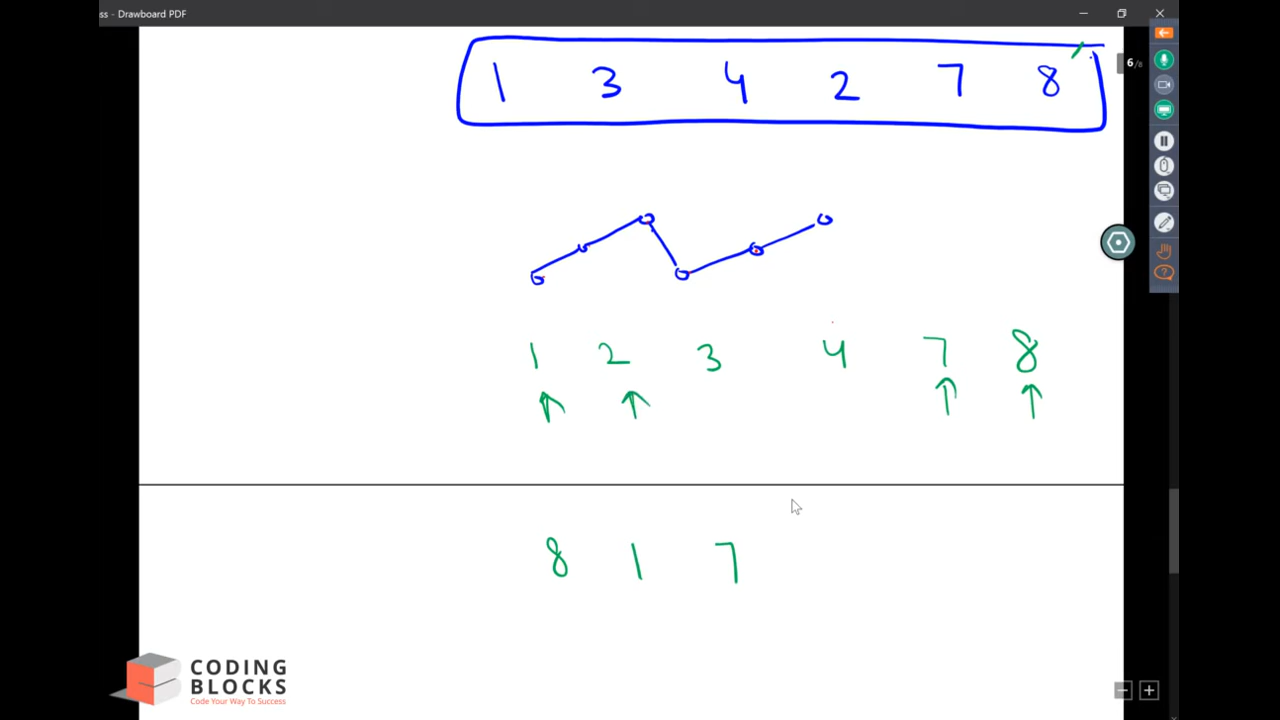 ss - Drawboard PDF
6/8
1 3 4 2 7 8
1 2 3 4 7 8
8 1 7
CODING
BLOCKS
Code Your Way To Success